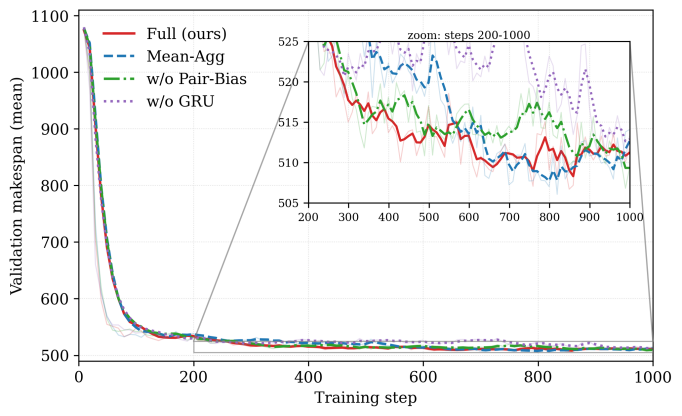 Validation makespan (mean)
1100
1000
900
800
700
600
500
Full (ours)
Mean-Agg
w/o Pair-Bias
w/o GRU
zoom: steps 200-1000
525
520
515
510
505
200 300 400 500 600 700 800 900 1000
0 200 400 600 800 1000
Training step